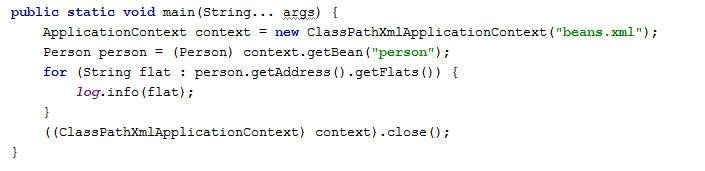 public static void main(String... args) {
    ApplicationContext context = new ClassPathXmlApplicationContext("beans.xml");
    Person person = (Person) context.getBean("person");
    for (String flat : person.getAddress().getFlats()) {
        log.info(flat);
    }
    ((ClassPathXmlApplicationContext) context).close();
}